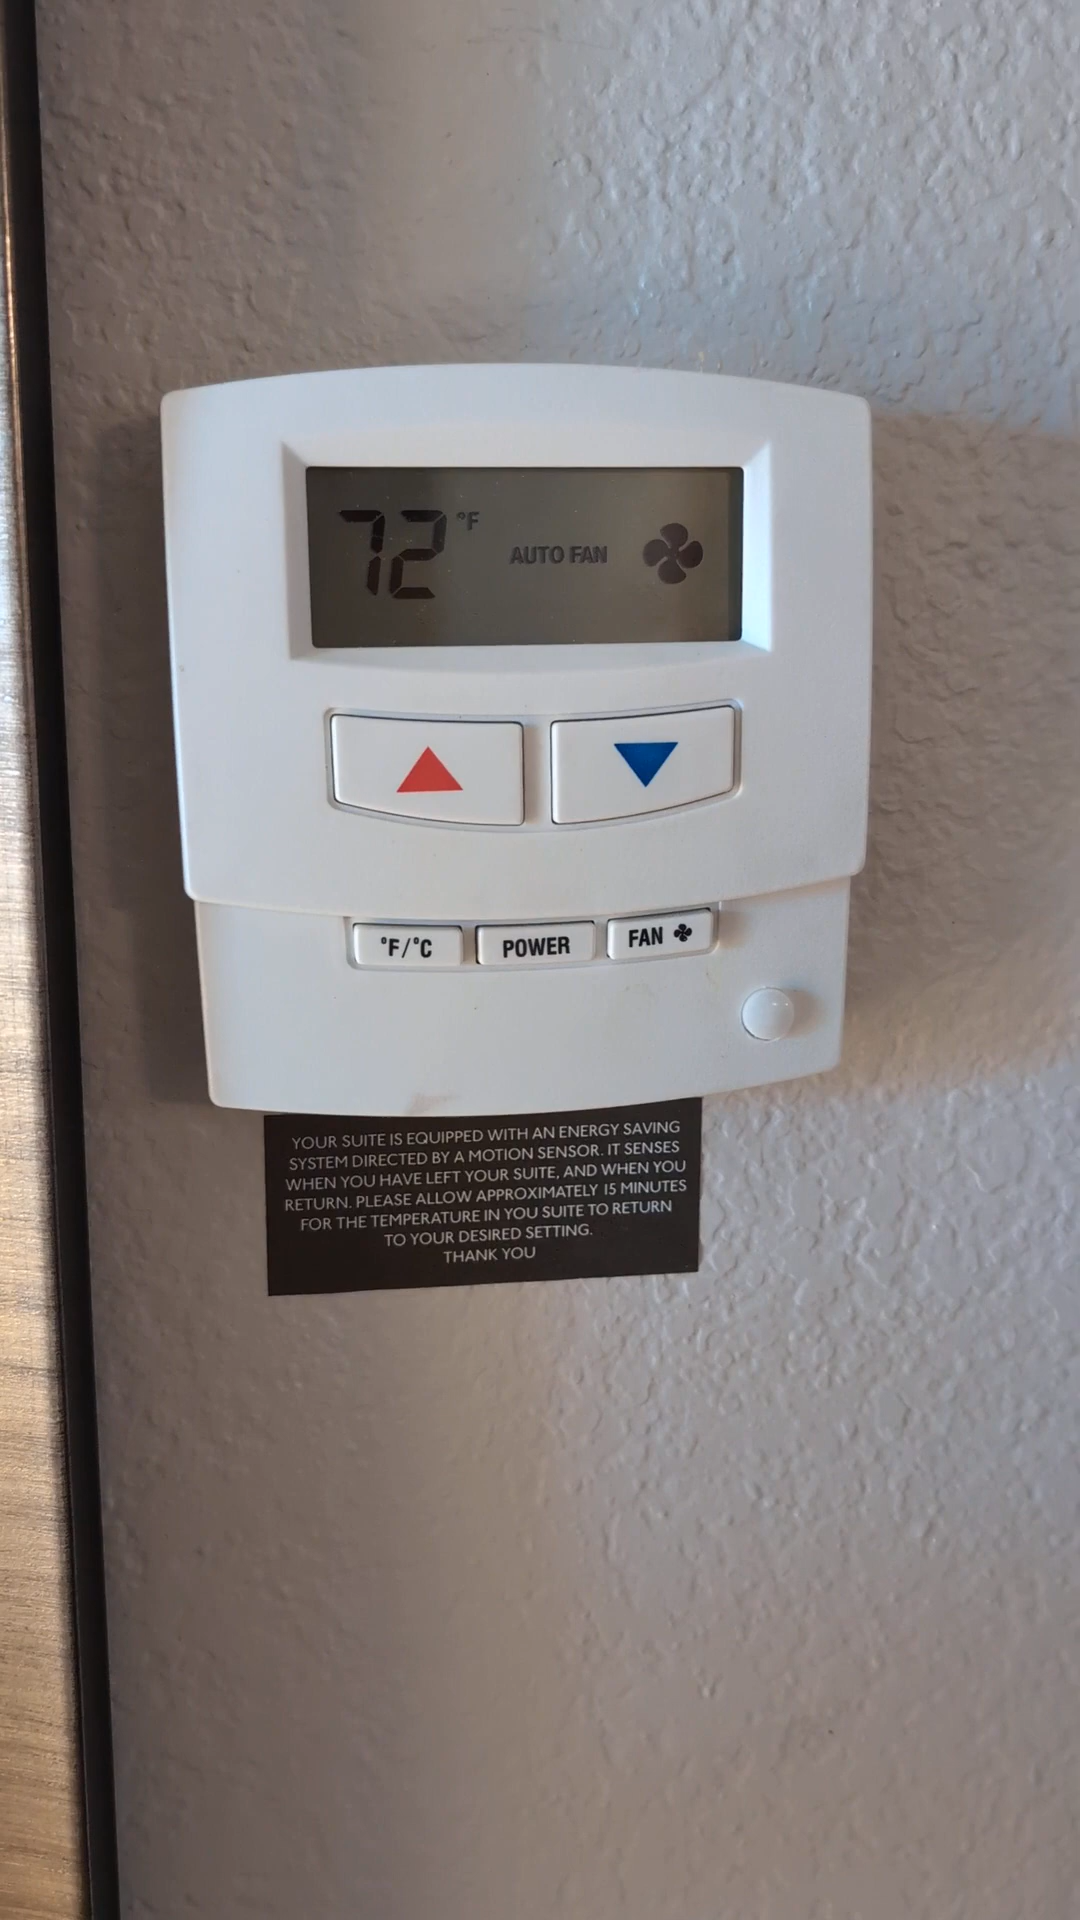 72 °F AUTO FAN
°F/°C POWER FAN
YOUR SUITE IS EQUIPPED WITH AN ENERGY SAVING
SYSTEM DIRECTED BY A MOTION SENSOR. IT SENSES
WHEN YOU HAVE LEFT YOUR SUITE, AND WHEN YOU
RETURN. PLEASE ALLOW APPROXIMATELY 15 MINUTES
FOR THE TEMPERATURE IN YOU SUITE TO RETURN
TO YOUR DESIRED SETTING.
THANK YOU